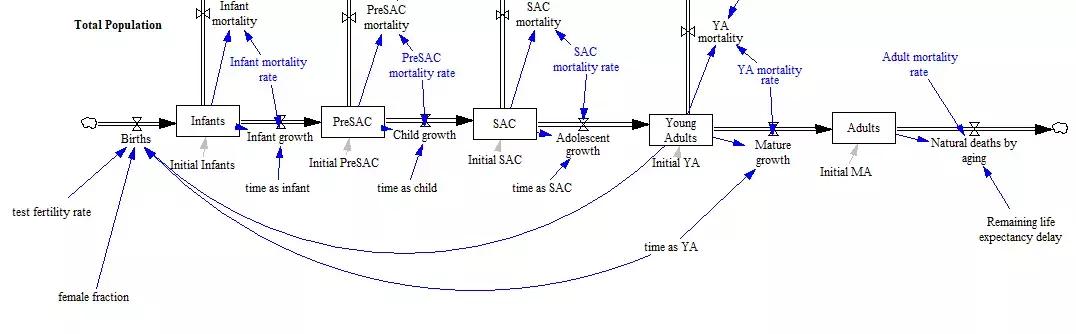 Total Population
Infant
mortality
PreSAC
mortality
SAC
mortality
YA
mortality
Infant mortality
rate
PreSAC
mortality rate
SAC
mortality rate
YA mortality
rate
Adult mortality
rate
Births
Infants
Infant growth
PreSAC
Child growth
SAC
Adolescent
growth
Young
Adults
Mature
growth
Adults
Natural deaths by
aging
Initial Infants
Initial PreSAC
Initial SAC
Initial YA
Initial MA
time as infant
time as child
time as SAC
test fertility rate
time as YA
Remaining life
expectancy delay
female fraction